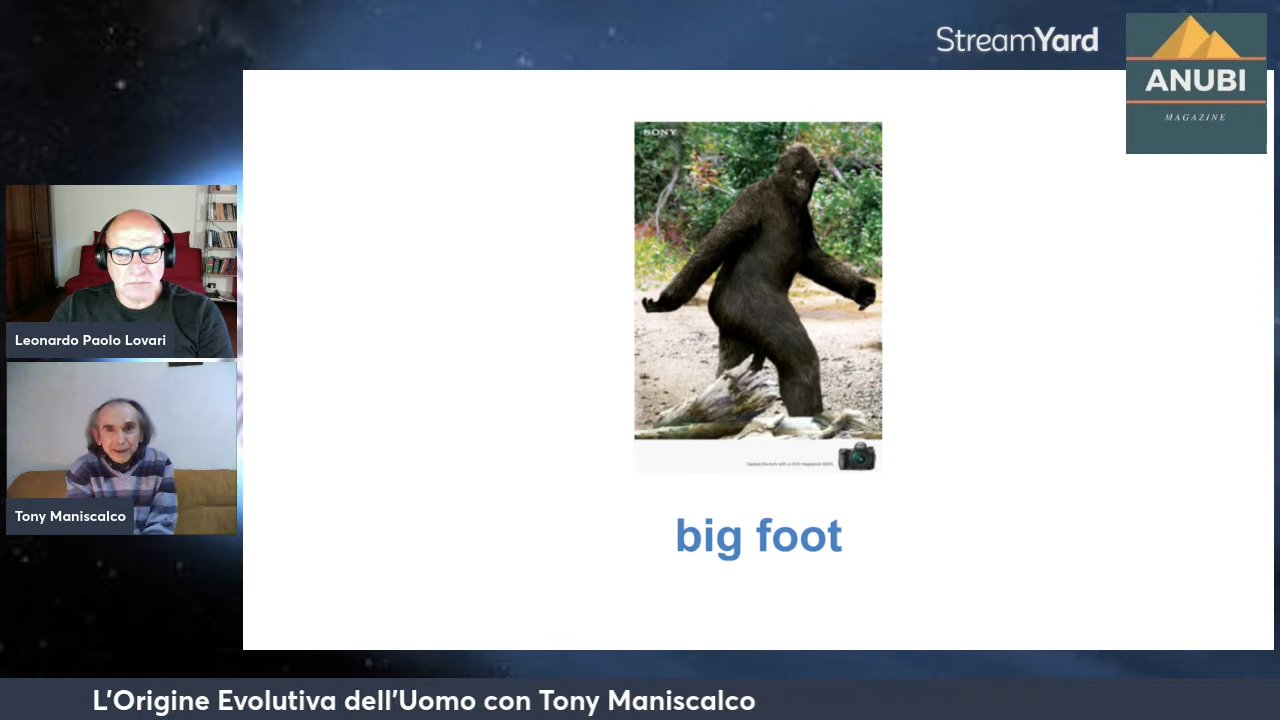 StreamYard
ANUBI
MAGAZINE
SONY
Leonardo Paolo Lovari
Tony Maniscalco
big foot
L'Origine Evolutiva dell'Uomo con Tony Maniscalco